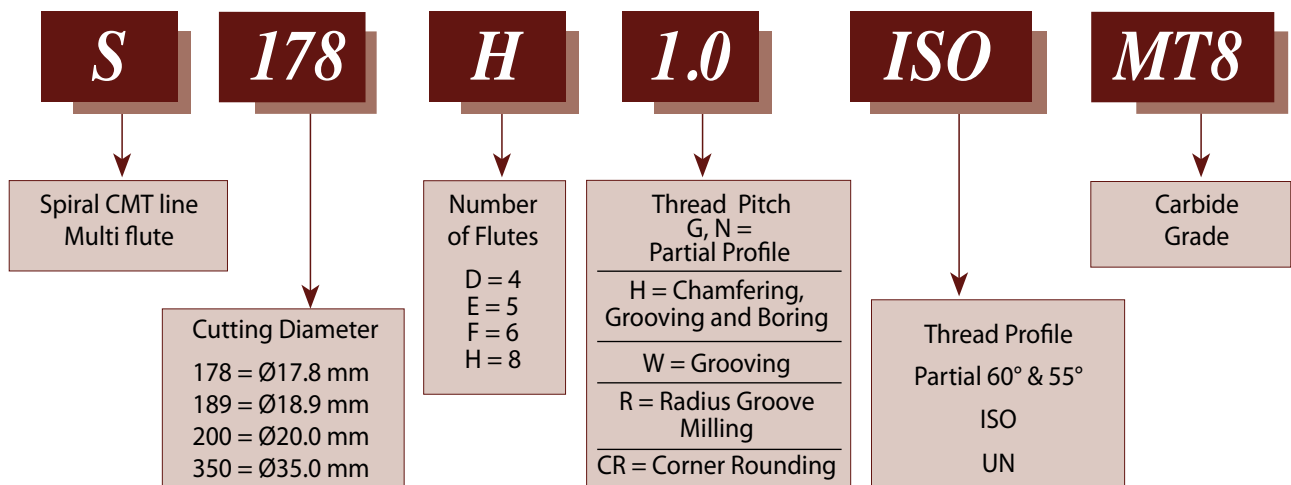 S 178 H 1.0 ISO MT8
Spiral CMT line
Multi flute
Cutting Diameter
178 = Ø17.8 mm
189 = Ø18.9 mm
200 = Ø20.0 mm
350 = Ø35.0 mm
Number
of Flutes
D = 4
E = 5
F = 6
H = 8
Thread Pitch
G, N =
Partial Profile
H = Chamfering,
Grooving and Boring
W = Grooving
R = Radius Groove
Milling
CR = Corner Rounding
Thread Profile
Partial 60° & 55°
ISO
UN
Carbide
Grade